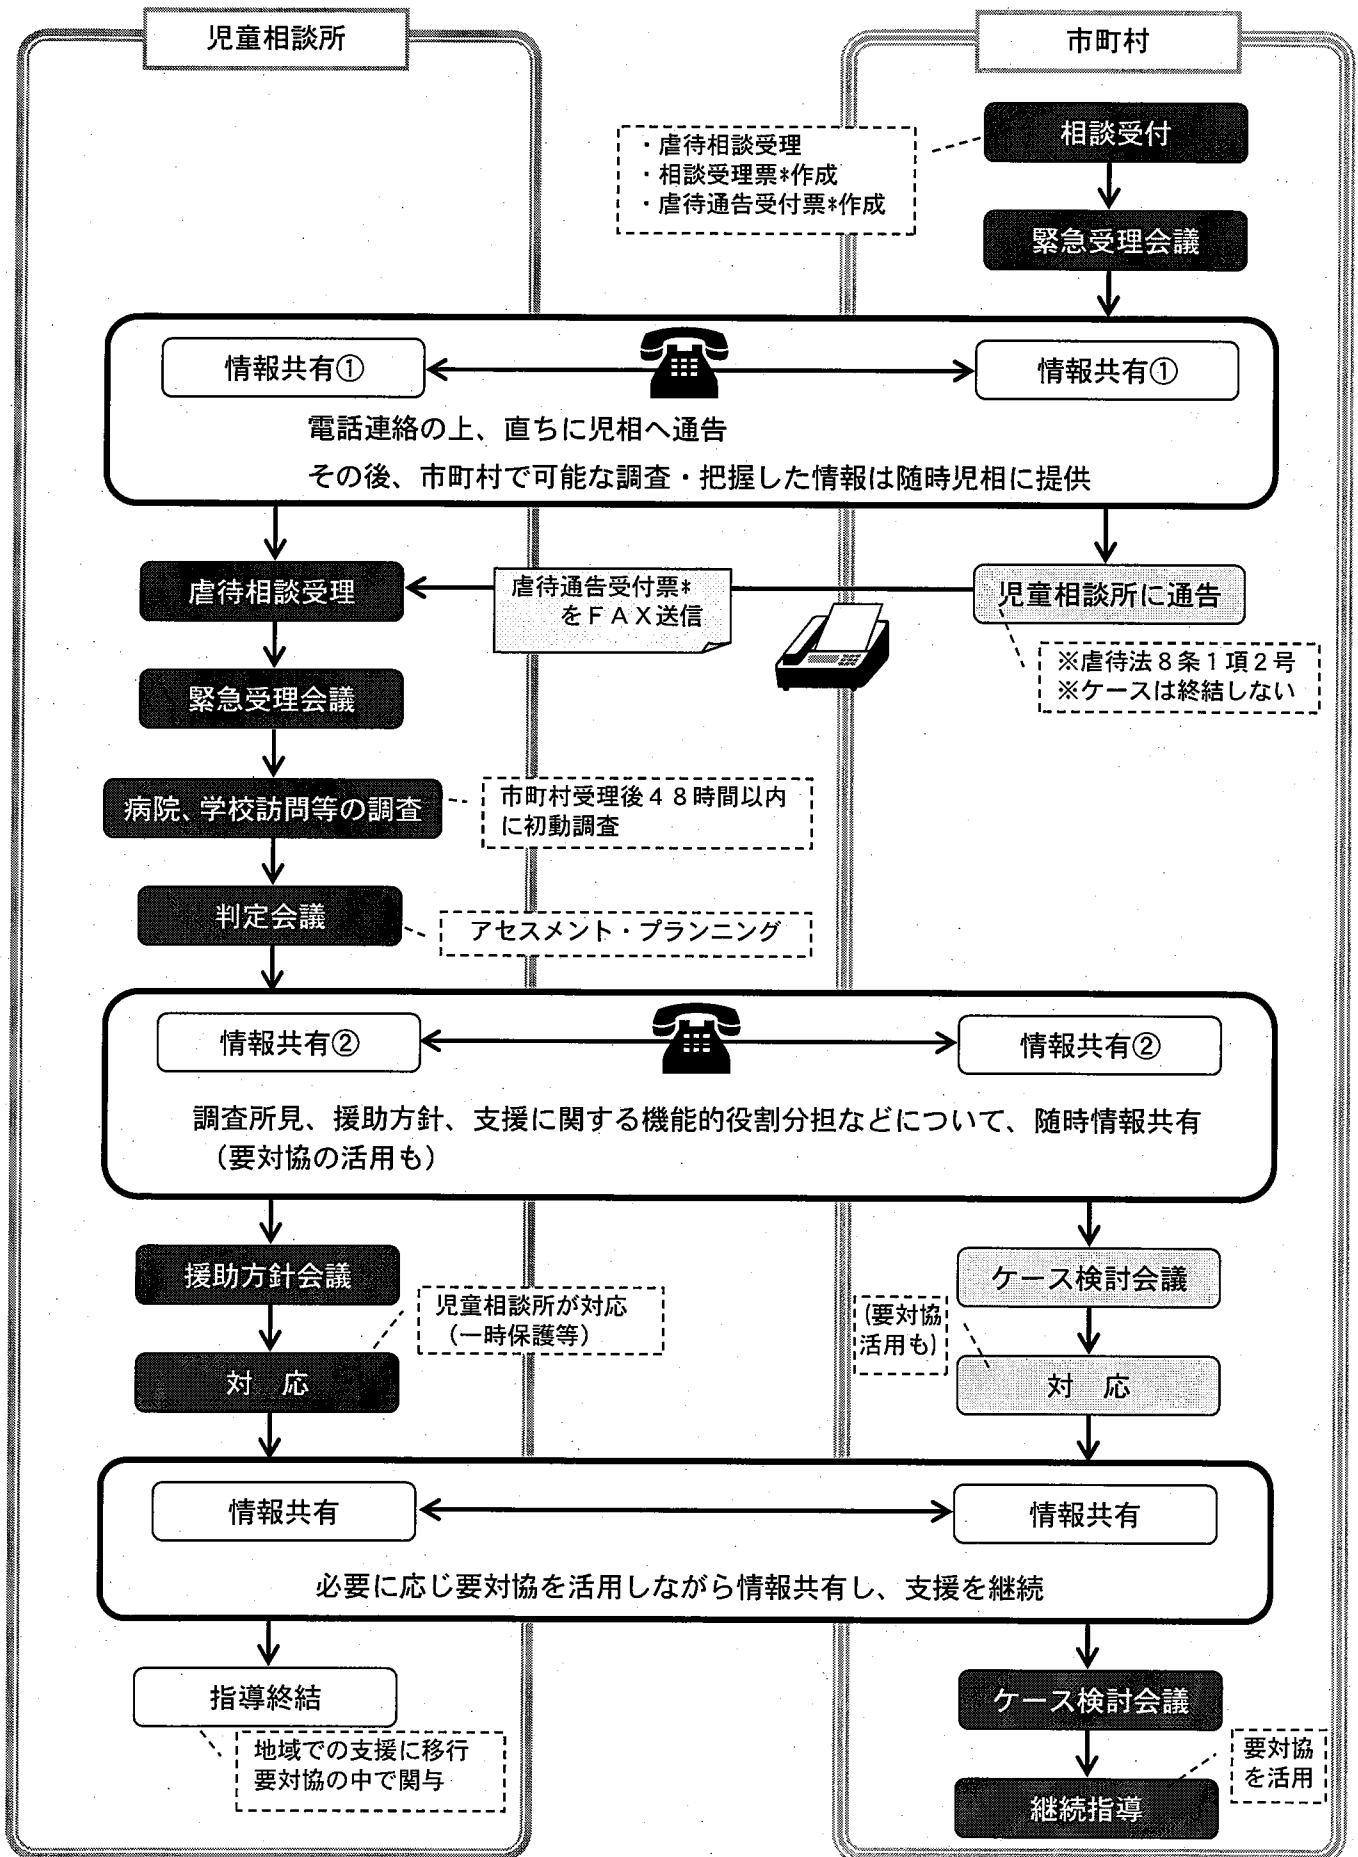 児童相談所
市町村
相談受付
・虐待相談受理
・相談受理票*作成
・虐待通告受付票*作成
緊急受理会議
情報共有①
情報共有①
電話連絡の上、直ちに児相へ通告
その後、市町村で可能な調査・把握した情報は随時児相に提供
虐待相談受理
虐待通告受付票*
をFAX送信
児童相談所に通告
※虐待法8条1項2号
※ケースは終結しない
緊急受理会議
病院、学校訪問等の調査
市町村受理後48時間以内
に初動調査
判定会議
アセスメント・プランニング
情報共有②
情報共有②
調査所見、援助方針、支援に関する機能的役割分担などについて、随時情報共有
(要対協の活用も)
援助方針会議
ケース検討会議
児童相談所が対応
(一時保護等)
(要対協
活用も)
対 応
対 応
情報共有
情報共有
必要に応じ要対協を活用しながら情報共有し、支援を継続
指導終結
地域での支援に移行
要対協の中で関与
ケース検討会議
要対協
を活用
継続指導